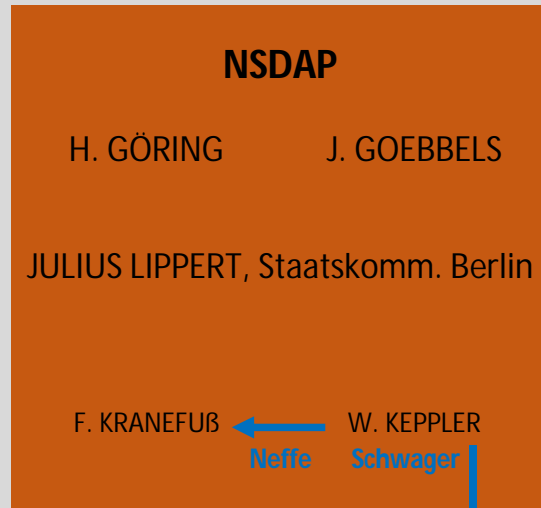 NSDAP
H. GÖRING J. GOEBBELS
JULIUS LIPPERT, Staatskomm. Berlin
F. KRANEFUß W. KEPPLER
Neffe Schwager